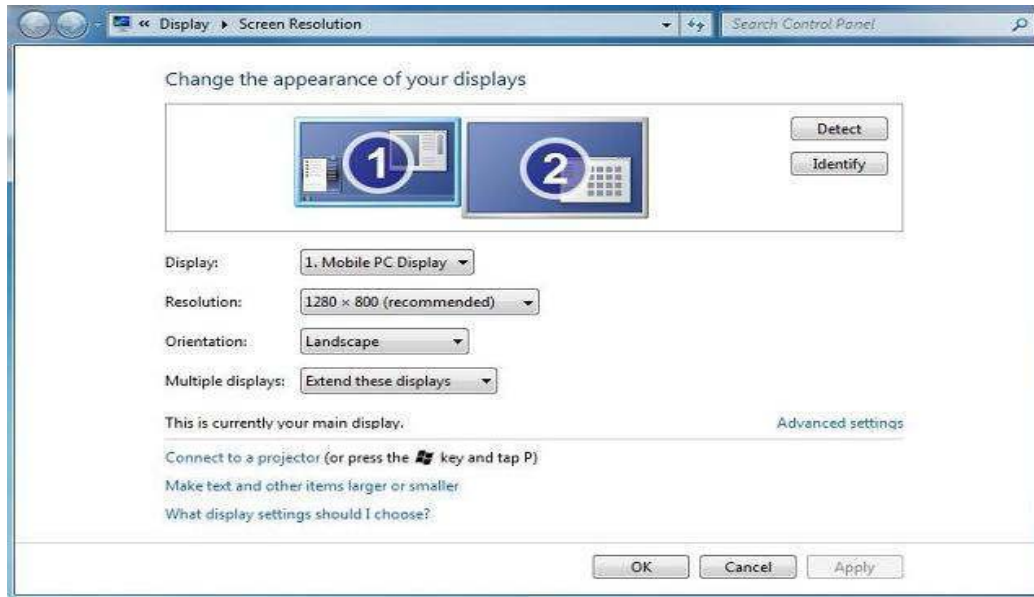 « Display ▸ Screen Resolution Search Control Panel
Change the appearance of your displays
1 2
Detect
Identify
Display: 1. Mobile PC Display
Resolution: 1280 × 800 (recommended)
Orientation: Landscape
Multiple displays: Extend these displays
This is currently your main display. Advanced settings
Connect to a projector (or press the key and tap P)
Make text and other items larger or smaller
What display settings should I choose?
OK Cancel Apply